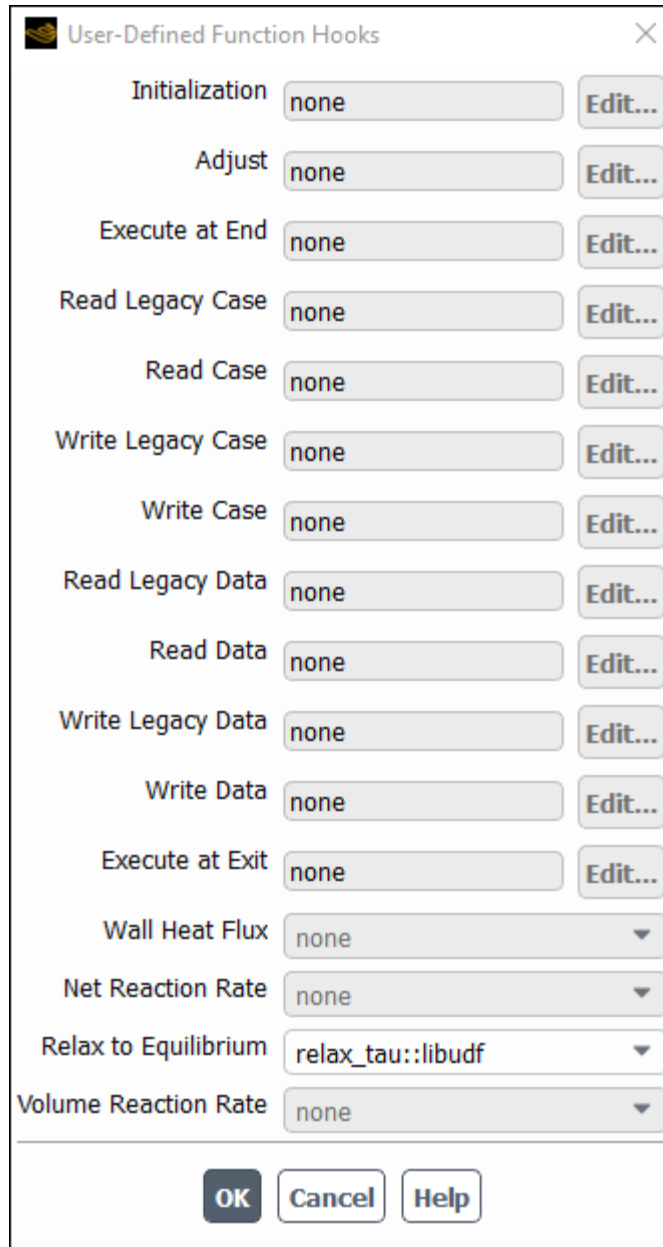 User-Defined Function Hooks
Initialization none Edit...
Adjust none Edit...
Execute at End none Edit...
Read Legacy Case none Edit...
Read Case none Edit...
Write Legacy Case none Edit...
Write Case none Edit...
Read Legacy Data none Edit...
Read Data none Edit...
Write Legacy Data none Edit...
Write Data none Edit...
Execute at Exit none Edit...
Wall Heat Flux none
Net Reaction Rate none
Relax to Equilibrium relax_tau::libudf
Volume Reaction Rate none
OK Cancel Help